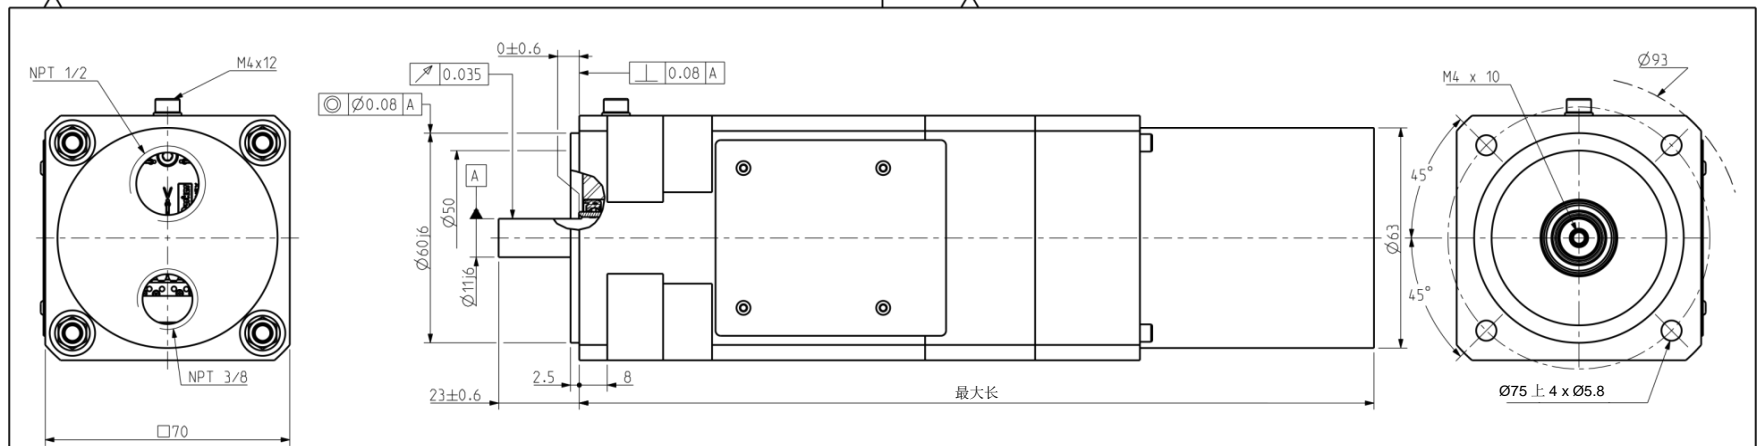 NPT 1/2
M4x12
NPT 3/8
□70
0±0.6
↗ 0.035
⊥ 0.08 A
◎ Ø0.08 A
A
Ø50
Ø60j6
Ø11j6
2.5
8
23±0.6
最大长
Ø63
M4 x 10
Ø93
45°
45°
Ø75 上 4 x Ø5.8